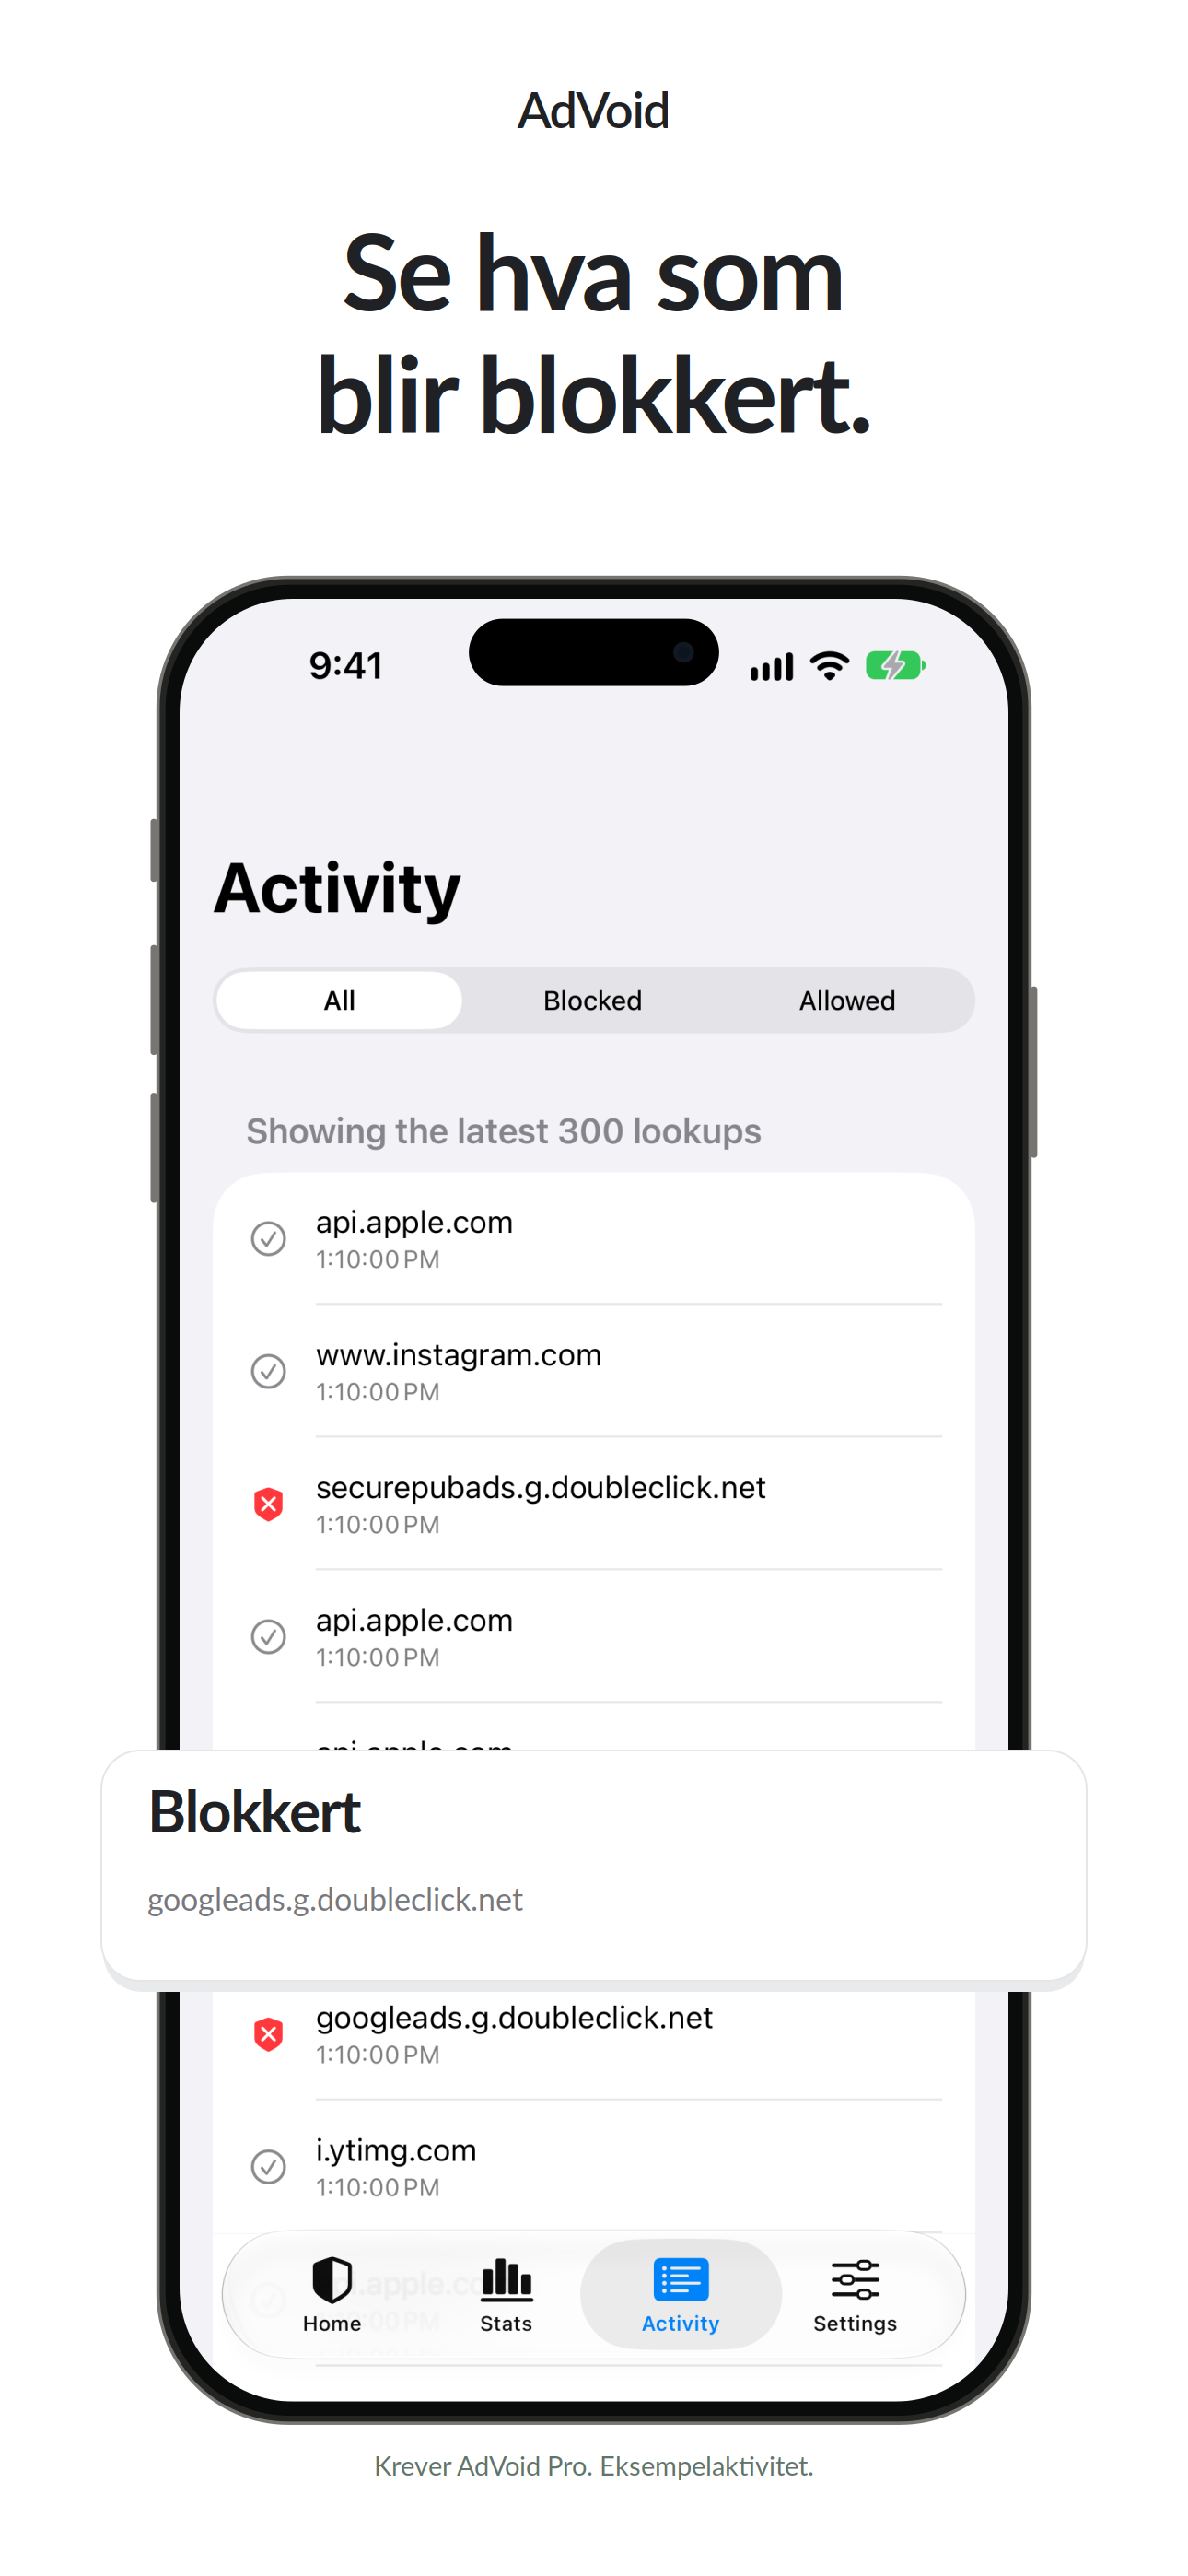 AdVoid
Se hva som
blir blokkert.
9:41
Activity
All Blocked Allowed
Showing the latest 300 lookups
api.apple.com
1:10:00 PM
www.instagram.com
1:10:00 PM
securepubads.g.doubleclick.net
1:10:00 PM
api.apple.com
1:10:00 PM
api.apple.com
Blokkert
googleads.g.doubleclick.net
googleads.g.doubleclick.net
1:10:00 PM
i.ytimg.com
1:10:00 PM
Home Stats Activity Settings
Krever AdVoid Pro. Eksempelaktivitet.